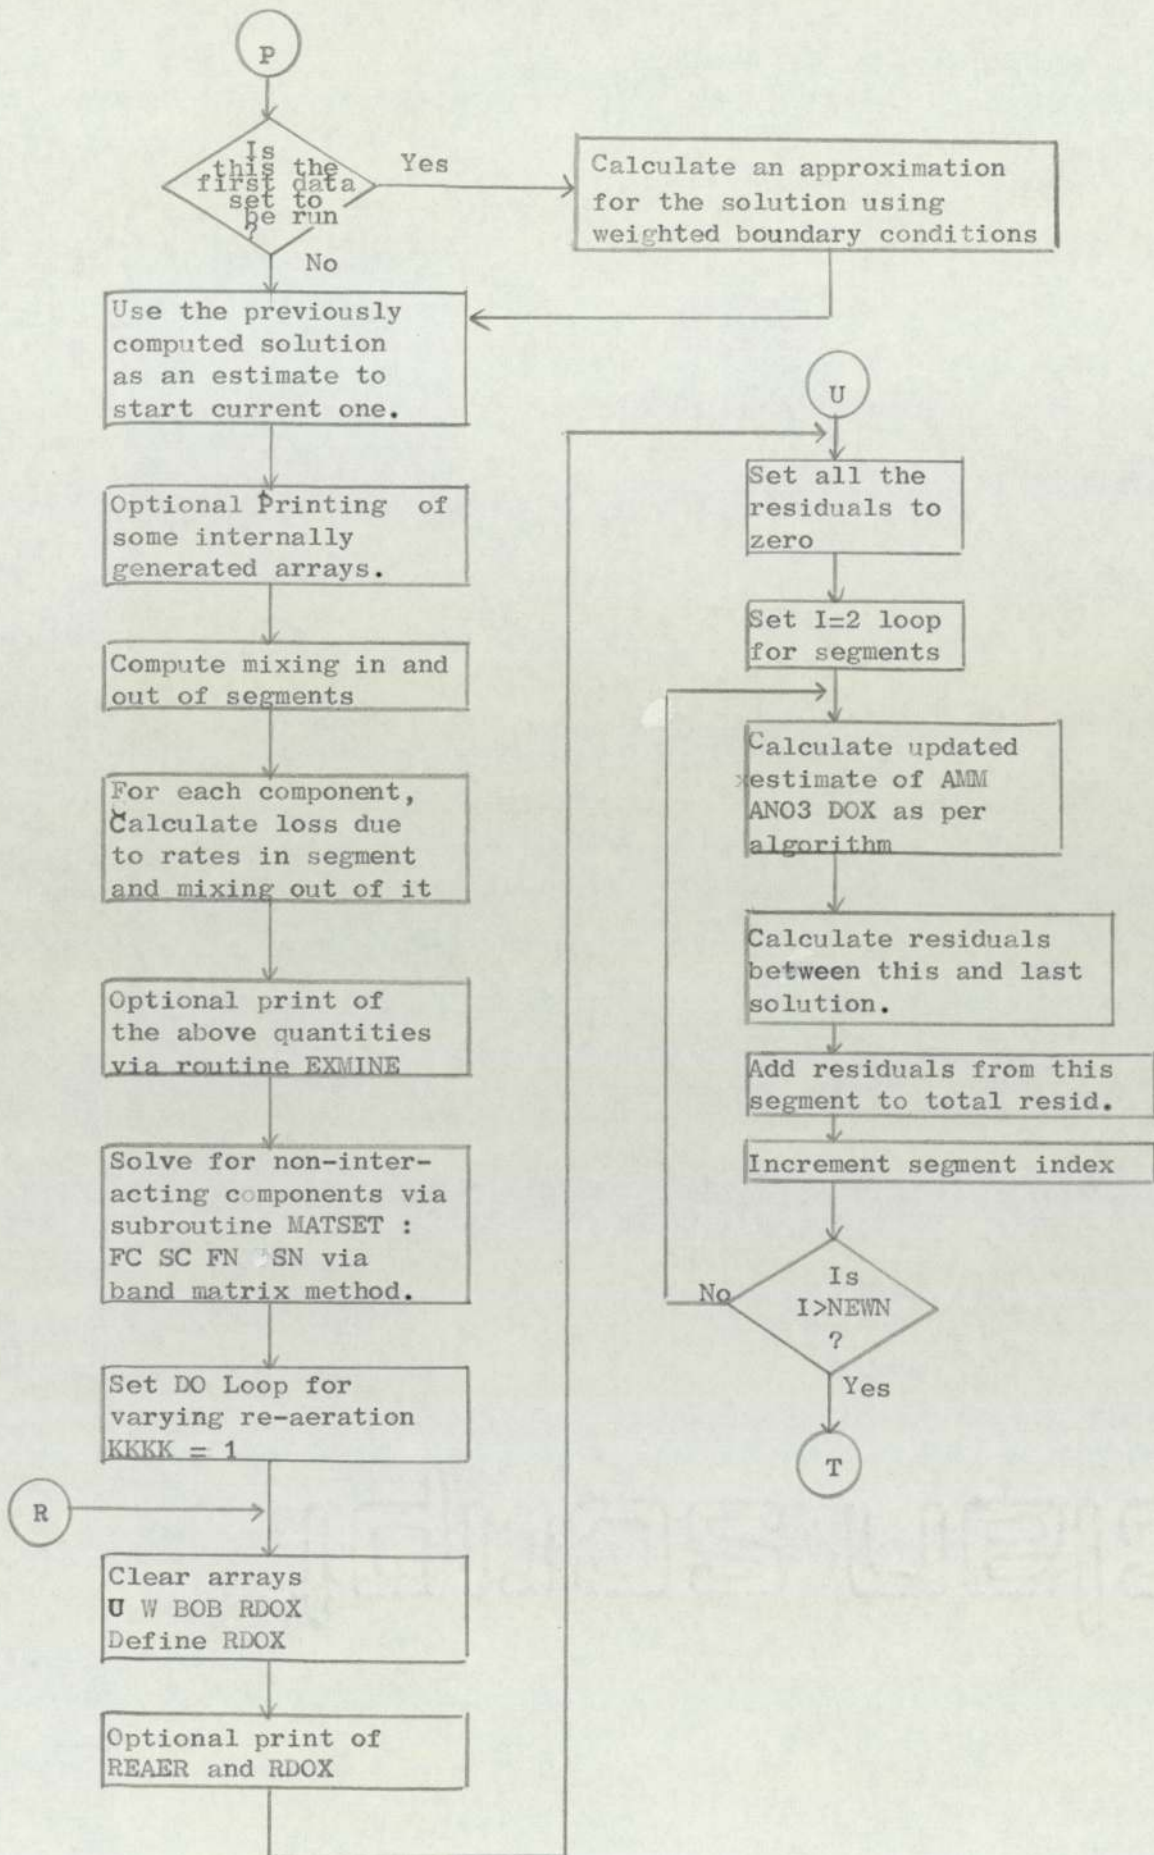 P
Is
this the
first data
set to
be run
?
Yes
Calculate an approximation
for the solution using
weighted boundary conditions
No
Use the previously
computed solution
as an estimate to
start current one.
Optional Printing of
some internally
generated arrays.
Compute mixing in and
out of segments
For each component,
Calculate loss due
to rates in segment
and mixing out of it
Optional print of
the above quantities
via routine EXMINE
Solve for non-inter-
acting components via
subroutine MATSET :
FC SC FN SN via
band matrix method.
Set DO Loop for
varying re-aeration
KKKK = 1
R
Clear arrays
U W BOB RDOX
Define RDOX
Optional print of
REAER and RDOX
U
Set all the
residuals to
zero
Set I=2 loop
for segments
Calculate updated
estimate of AMM
ANO3 DOX as per
algorithm
Calculate residuals
between this and last
solution.
Add residuals from this
segment to total resid.
Increment segment index
Is
I>NEWN
?
No
Yes
T